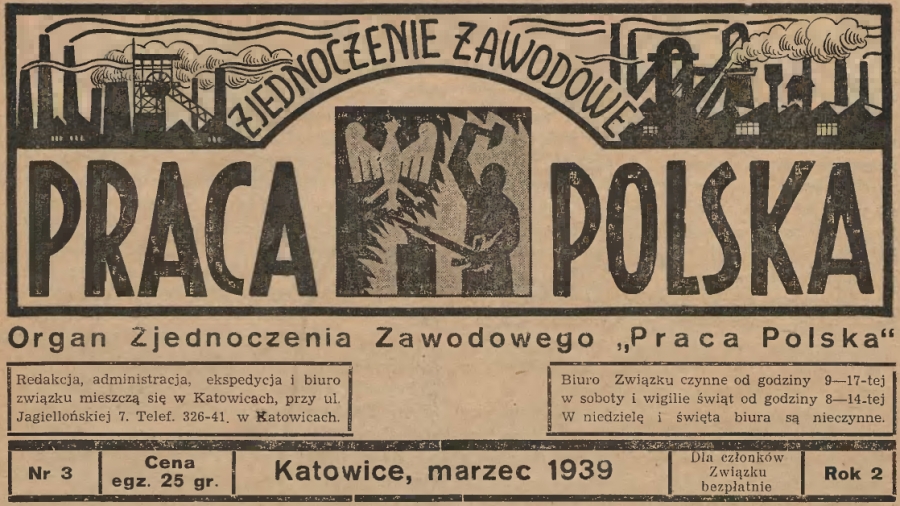 ZJEDNOCZENIE ZAWODOWE
PRACA POLSKA
Organ Zjednoczenia Zawodowego „Praca Polska“
Redakcja, administracja, ekspedycja i biuro
związku mieszczą się w Katowicach, przy ul.
Jagiellońskiej 7. Telef. 326-41. w Katowicach.
Biuro Związku czynne od godziny 9—17-tej
w soboty i wigilie świąt od godziny 8—14-tej
W niedzielę i święta biura są nieczynne.
Nr 3
Cena
egz. 25 gr.
Katowice, marzec 1939
Dla członków
Związku
bezpłatnie
Rok 2